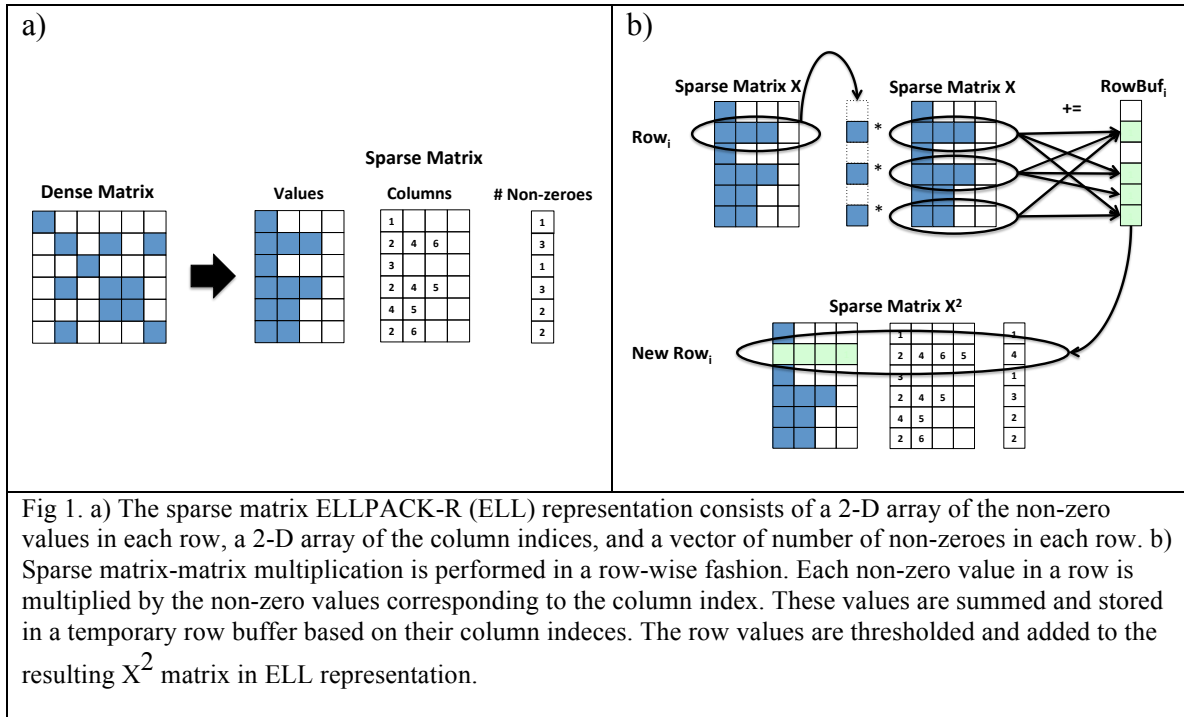 a)
Dense Matrix
Sparse Matrix
Values
Columns
# Non-zeroes
1
2 4 6
3
2 4 5
4 5
2 6
1
3
1
3
2
2
b)
Sparse Matrix X
Sparse Matrix X
RowBufi
+=
Rowi
*
*
*
Sparse Matrix X2
New Rowi
1
2 4 6 5
3
2 4 5
4 5
2 6
1
4
1
3
2
2
Fig 1. a) The sparse matrix ELLPACK-R (ELL) representation consists of a 2-D array of the non-zero
values in each row, a 2-D array of the column indices, and a vector of number of non-zeroes in each row. b)
Sparse matrix-matrix multiplication is performed in a row-wise fashion. Each non-zero value in a row is
multiplied by the non-zero values corresponding to the column index. These values are summed and stored
in a temporary row buffer based on their column indeces. The row values are thresholded and added to the
resulting X2 matrix in ELL representation.